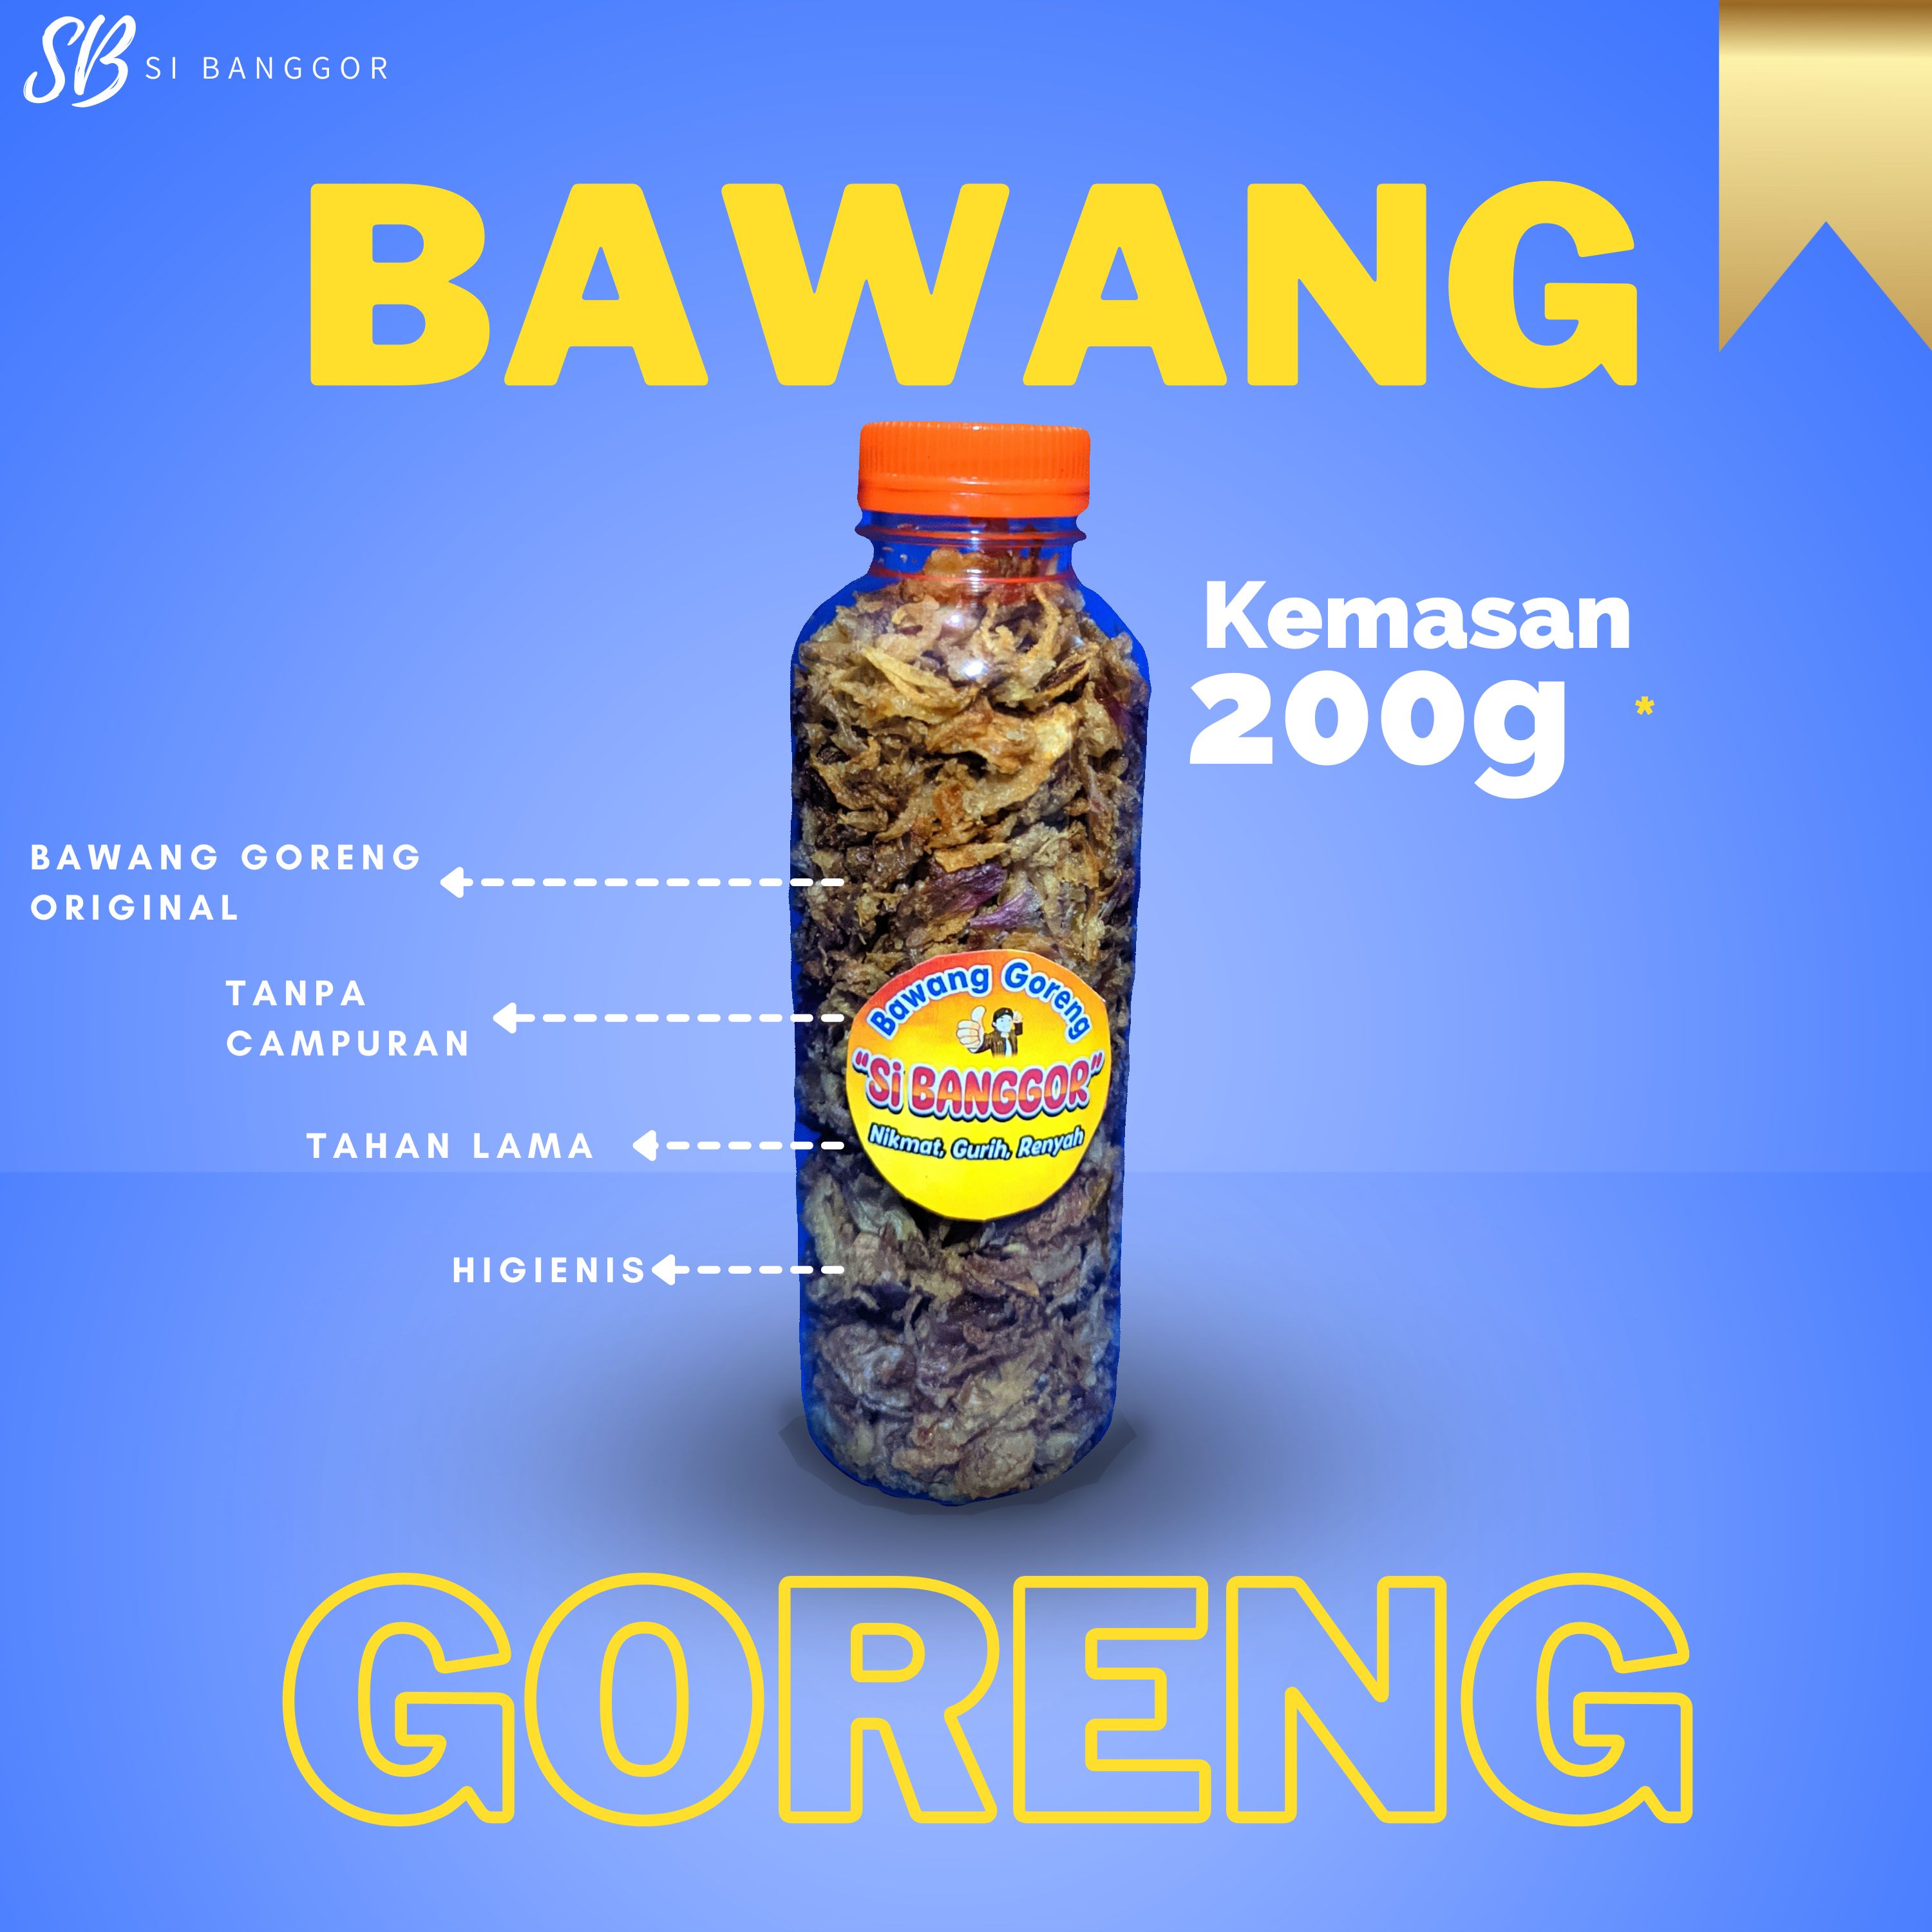 SB SI BANGGOR
BAWANG
Kemasan
200g *
BAWANG GORENG
ORIGINAL
TANPA
CAMPURAN
TAHAN LAMA
HIGIENIS
Bawang Goreng
"Si BANGGOR"
Nikmat, Gurih, Renyah
GORENG